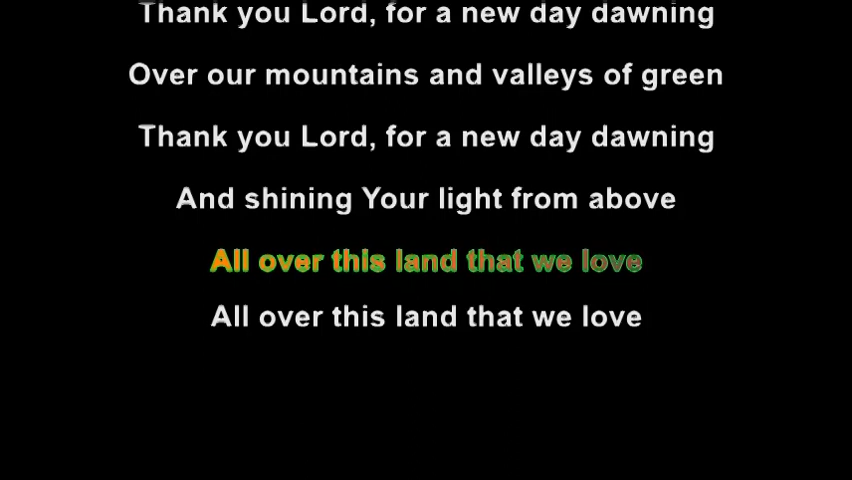 Thank you Lord, for a new day dawning
Over our mountains and valleys of green
Thank you Lord, for a new day dawning
And shining Your light from above
All over this land that we love
All over this land that we love